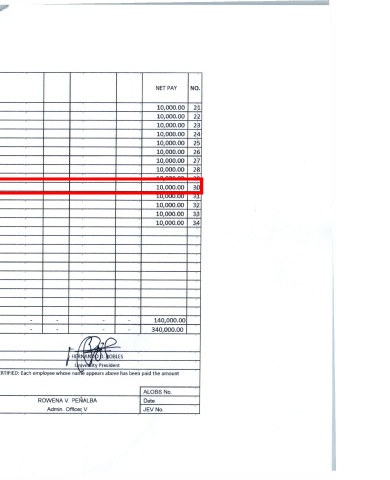 NET PAY NO.
10,000.00 21
10,000.00 22
10,000.00 23
10,000.00 24
10,000.00 25
10,000.00 26
10,000.00 27
10,000.00 28
10,000.00 30
10,000.00 31
10,000.00 32
10,000.00 33
10,000.00 34
- - - - 140,000.00
- - - - 340,000.00
ROBLES
University President
CERTIFIED: Each employee whose name appears above has been paid the amount
ALOBS No.
ROWENA V. PEÑALBA Date
Admin. Officer V JEV No.